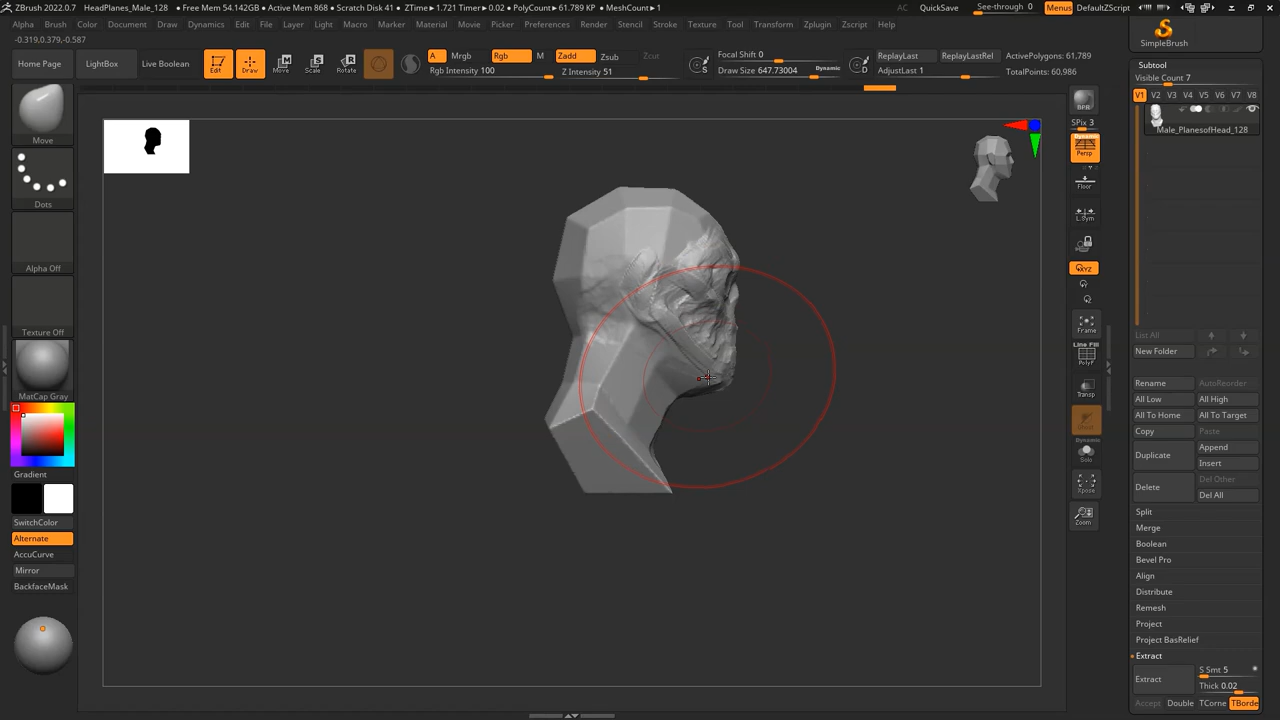 ZBrush 2022.0.7 HeadPlanes_Male_128 • Free Mem 54.142GB • Active Mem 868 • Scratch Disk 41 • ZTime▶1.721 Timer▶0.02 • PolyCount▶61.789 KP • MeshCount▶1
AC QuickSave See-through 0 Menus DefaultZScript
Alpha Brush Color Document Draw Dynamics Edit File Layer Light Macro Marker Material Movie Picker Preferences Render Stencil Stroke Texture Tool Transform Zplugin Zscript Help
-0.319,0.379,-0.587
Home Page LightBox Live Boolean
Edit Draw Move Scale Rotate
A Mrgb Rgb M Zadd Zsub Zcut
Rgb Intensity 100 Z Intensity 51
S Focal Shift 0
Draw Size 647.73004 Dynamic
D ReplayLast ReplayLastRel
AdjustLast 1
ActivePolygons: 61,789
TotalPoints: 60,986
Move
Dots
Alpha Off
Texture Off
MatCap Gray
Gradient
SwitchColor
Alternate
AccuCurve
Mirror
BackfaceMask
BPR
SPix 3
Dynamic
Persp
Floor
L.Sym
XYZ
Frame
Line Fill
PolyF
Transp
Dynamic
Solo
Xpose
Zoom
SimpleBrush
Subtool
Visible Count 7
V1 V2 V3 V4 V5 V6 V7 V8
Male_PlanesofHead_128
List All
New Folder
Rename AutoReorder
All Low All High
All To Home All To Target
Copy Paste
Duplicate Append
Insert
Delete Del Other
Del All
Split
Merge
Boolean
Bevel Pro
Align
Distribute
Remesh
Project
Project BasRelief
Extract
Extract S Smt 5
Thick 0.02
Accept Double TCorne TBorde